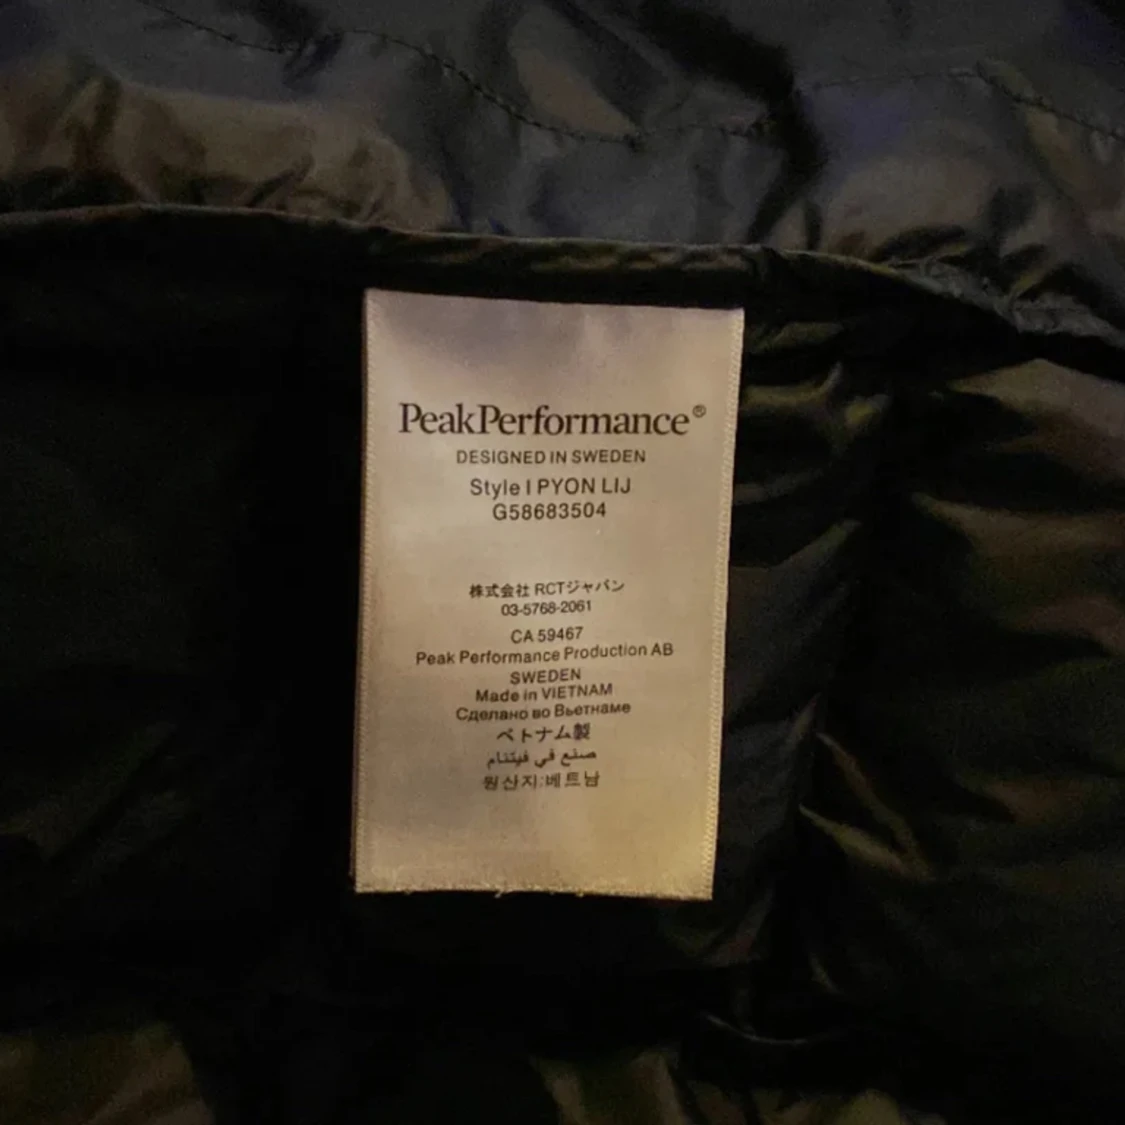 PeakPerformance®
DESIGNED IN SWEDEN
Style I PYON LIJ
G58683504
株式会社 RCTジャパン
03-5768-2061
CA 59467
Peak Performance Production AB
SWEDEN
Made in VIETNAM
Сделано во Вьетнаме
ベトナム製
صنع في فيتنام
원산지:베트남